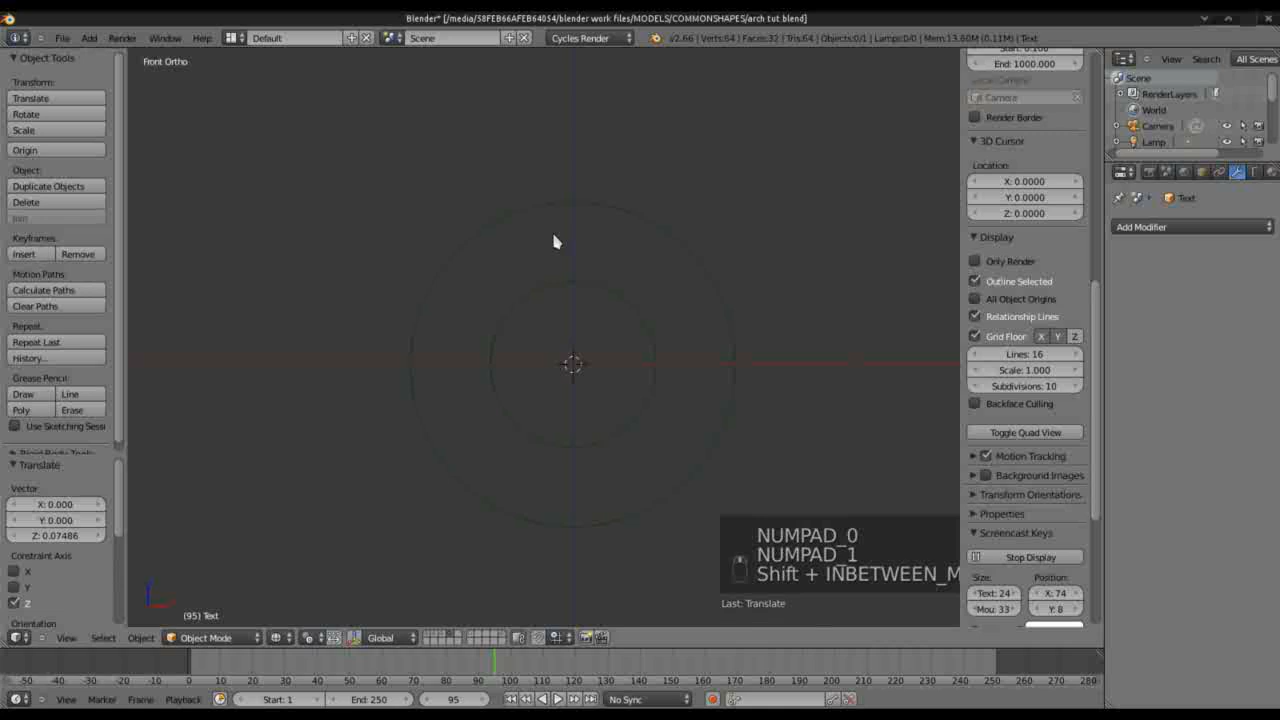 Blender* [/media/58FEB66AFEB64054/blender work files/MODELS/COMMONSHAPES/arch tut blend]
File Add Render Window Help Default Scene Cycles Render v2.66 | Verts:64 | Faces:32 | Tris:64 | Objects:0/1 | Lamps:0/0 | Mem:13.80M (0.11M) | Text
Object Tools
Transform:
Translate
Rotate
Scale
Origin
Object:
Duplicate Objects
Delete
Join
Keyframes:
Insert Remove
Motion Paths:
Calculate Paths
Clear Paths
Repeat:
Repeat Last
History...
Grease Pencil:
Draw Line
Poly Erase
Use Sketching Sessi
Rigid Body Tools
Translate
Vector
X: 0.000
Y: 0.000
Z: 0.07486
Constraint Axis
X
Y
Z
Orientation
Front Ortho
NUMPAD_0
NUMPAD_1
Shift + INBETWEEN_M
Last: Translate
(95) Text
Start: 0.100
End: 1000.000
Local Camera:
Camera
Render Border
3D Cursor
Location:
X: 0.0000
Y: 0.0000
Z: 0.0000
Display
Only Render
Outline Selected
All Object Origins
Relationship Lines
Grid Floor X Y Z
Lines: 16
Scale: 1.000
Subdivisions: 10
Backface Culling
Toggle Quad View
Motion Tracking
Background Images
Transform Orientations
Properties
Screencast Keys
Stop Display
Size: Position:
Text: 24 X: 74
Mou: 33 Y: 8
View Search All Scenes
Scene
RenderLayers
World
Camera
Lamp
Text
Add Modifier
View Select Object Object Mode Global
-50 -40 -30 -20 -10 0 10 20 30 40 50 60 70 80 90 100 110 120 130 140 150 160 170 180 190 200 210 220 230 240 250 260 270 280
View Marker Frame Playback Start: 1 End: 250 95 No Sync